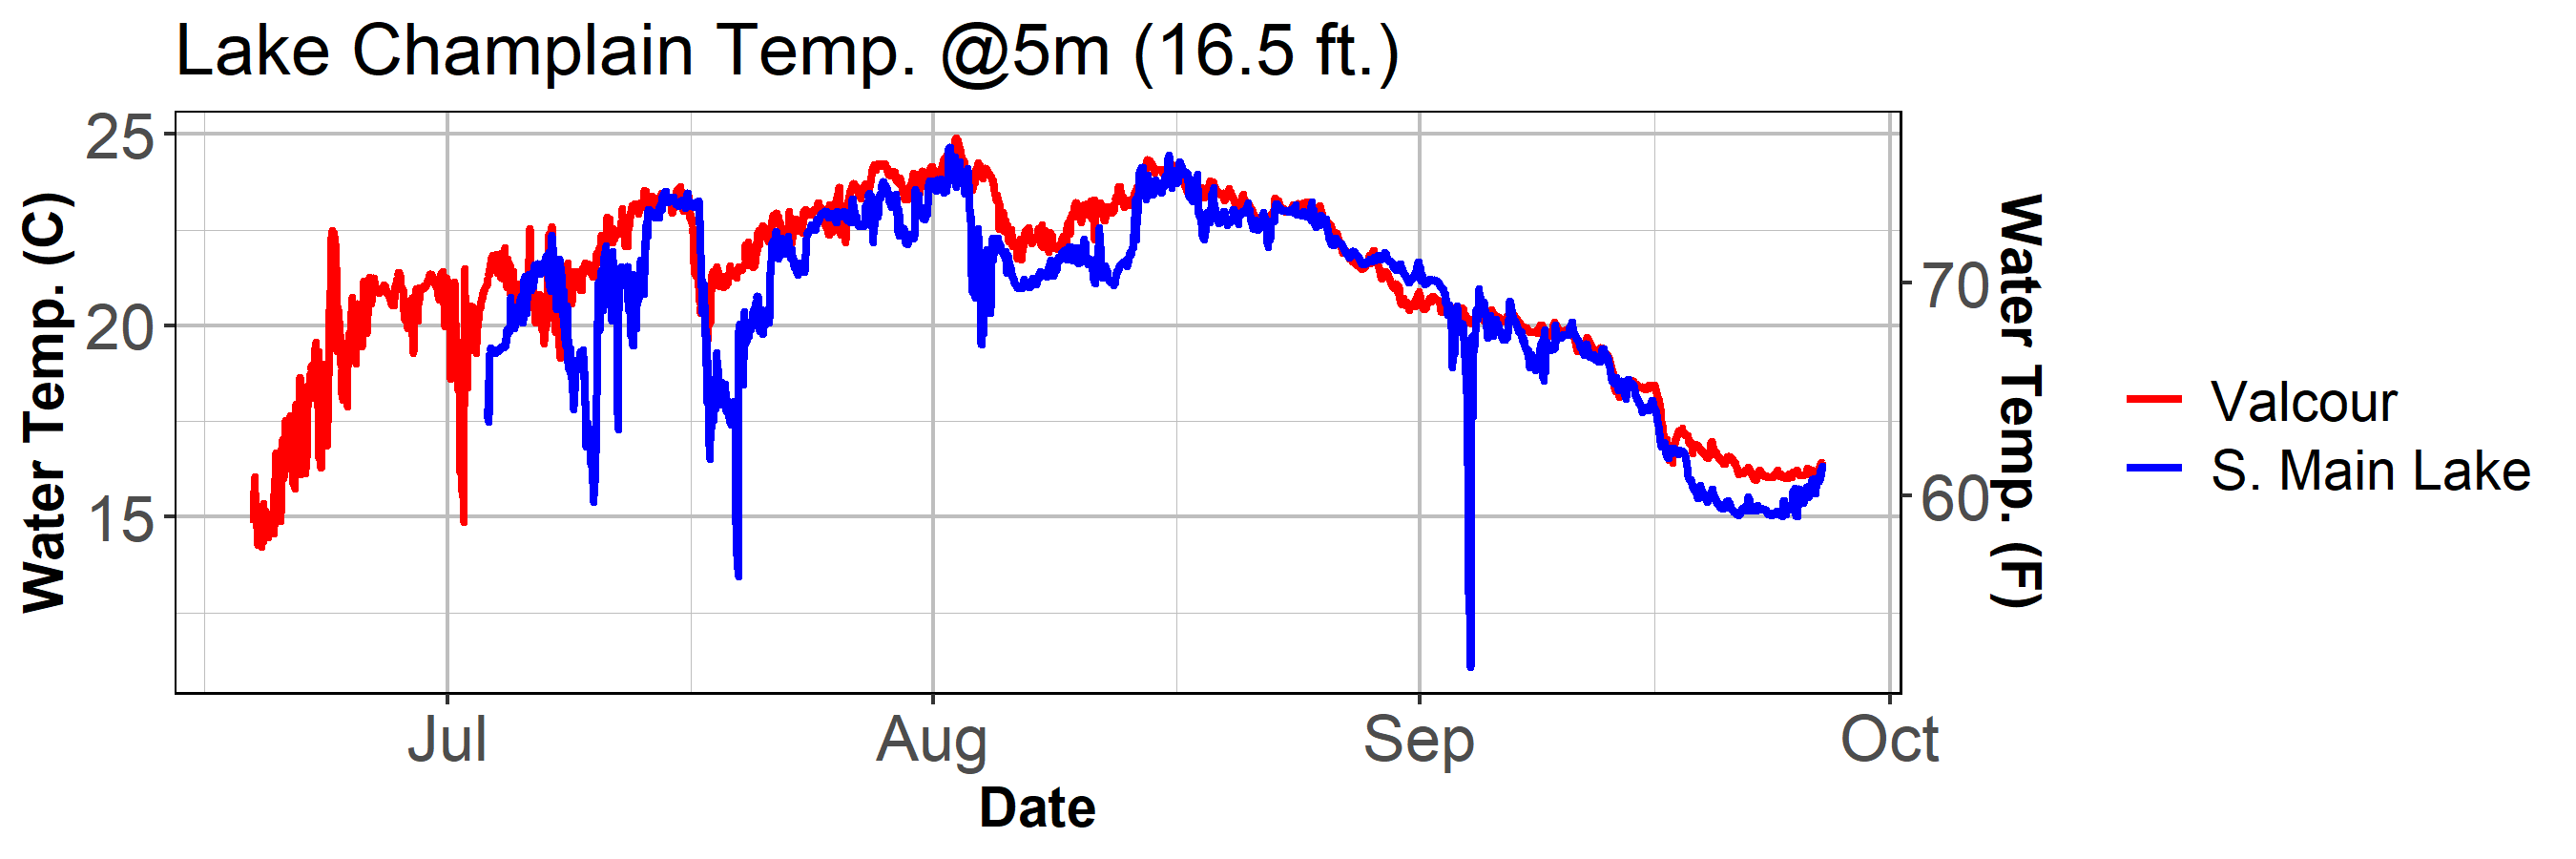 Lake Champlain Temp. @5m (16.5 ft.)
Water Temp. (C)
25
20
15
70
60
Water Temp. (F)
Jul
Aug
Sep
Oct
Date
Valcour
S. Main Lake